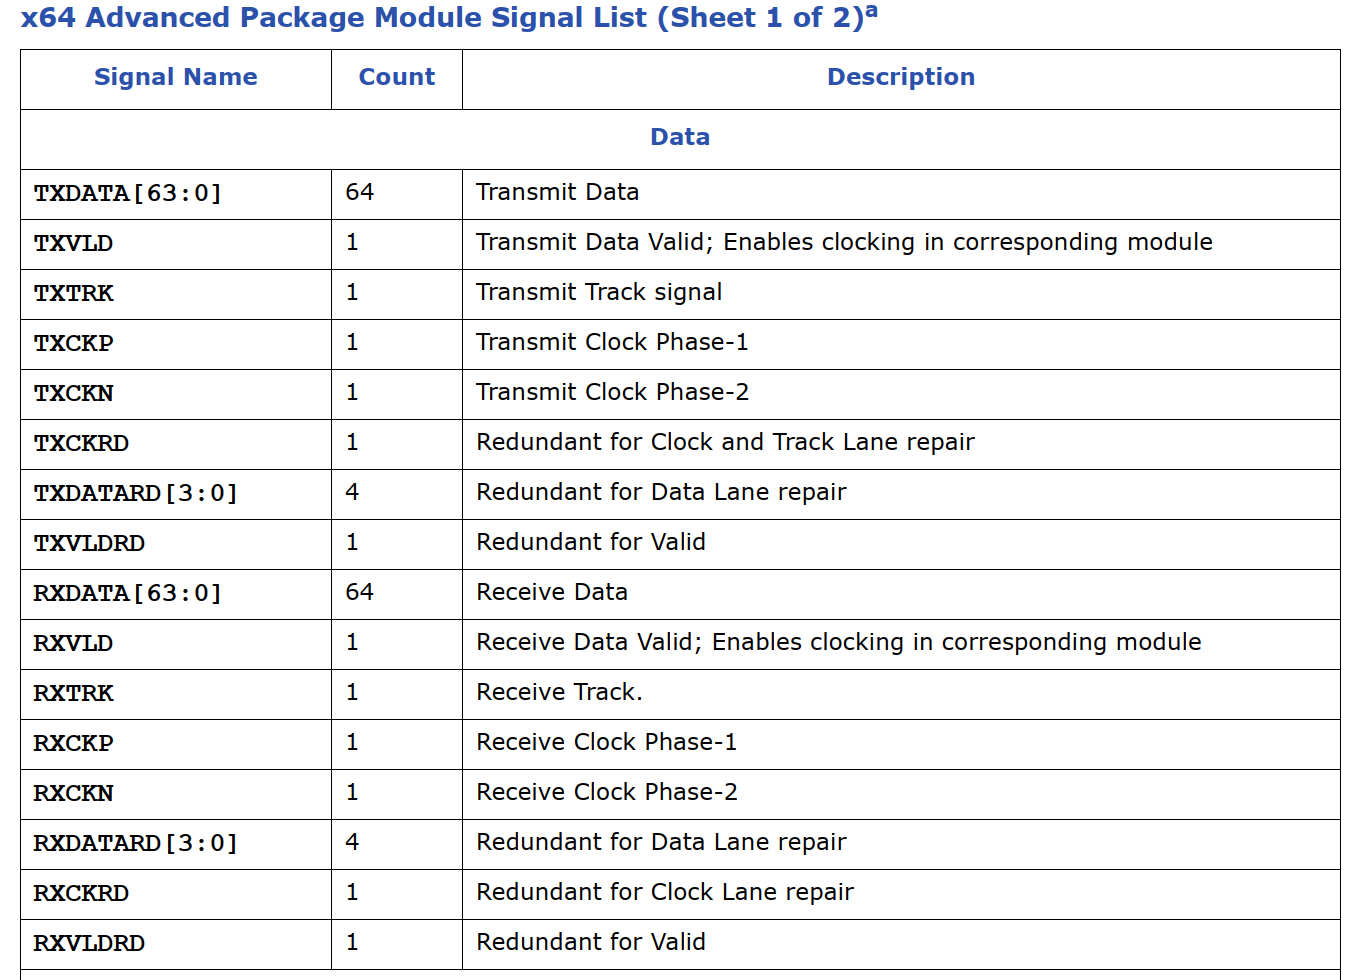 x64 Advanced Package Module Signal List (Sheet 1 of 2)a
Signal Name Count Description
Data
TXDATA[63:0] 64 Transmit Data
TXVLD 1 Transmit Data Valid; Enables clocking in corresponding module
TXTRK 1 Transmit Track signal
TXCKP 1 Transmit Clock Phase-1
TXCKN 1 Transmit Clock Phase-2
TXCKRD 1 Redundant for Clock and Track Lane repair
TXDATARD[3:0] 4 Redundant for Data Lane repair
TXVLDRD 1 Redundant for Valid
RXDATA[63:0] 64 Receive Data
RXVLD 1 Receive Data Valid; Enables clocking in corresponding module
RXTRK 1 Receive Track.
RXCKP 1 Receive Clock Phase-1
RXCKN 1 Receive Clock Phase-2
RXDATARD[3:0] 4 Redundant for Data Lane repair
RXCKRD 1 Redundant for Clock Lane repair
RXVLDRD 1 Redundant for Valid